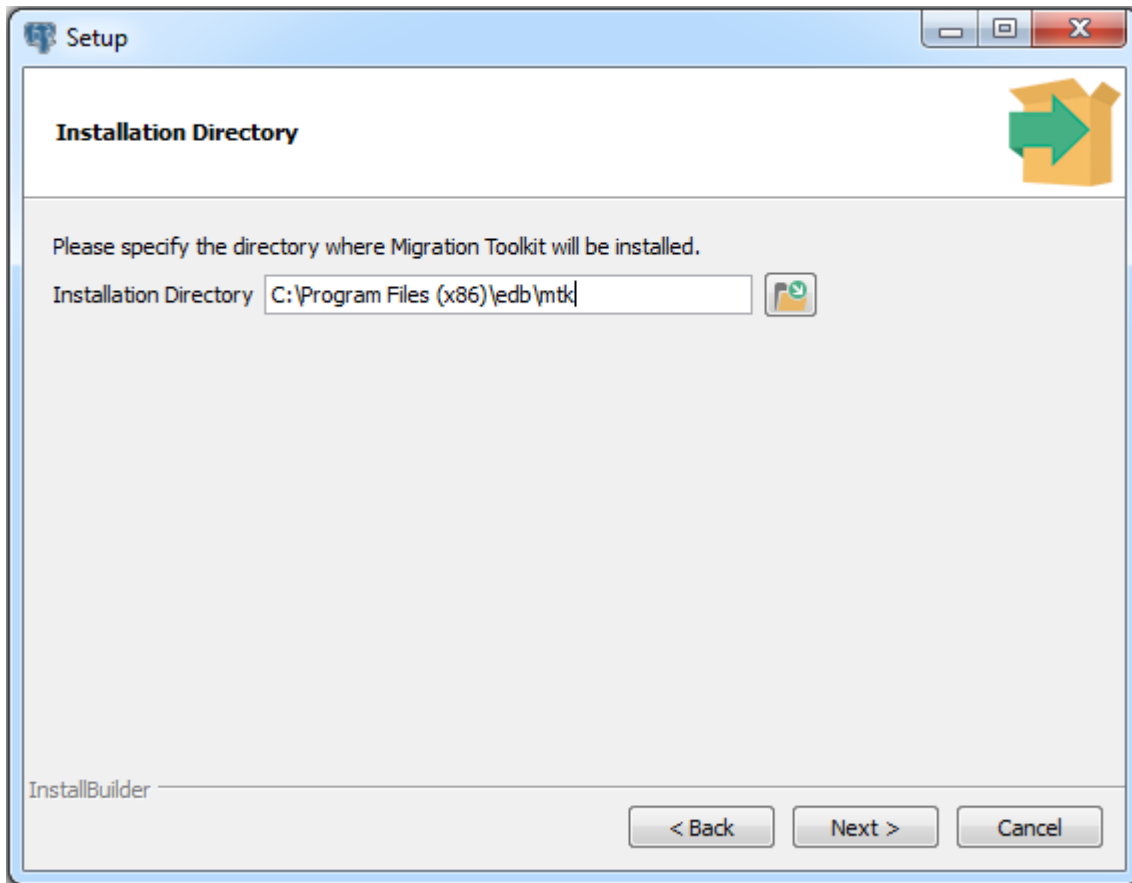 Setup
Installation Directory
Please specify the directory where Migration Toolkit will be installed.
Installation Directory C:\Program Files (x86)\edb\mtk
InstallBuilder
< Back Next > Cancel